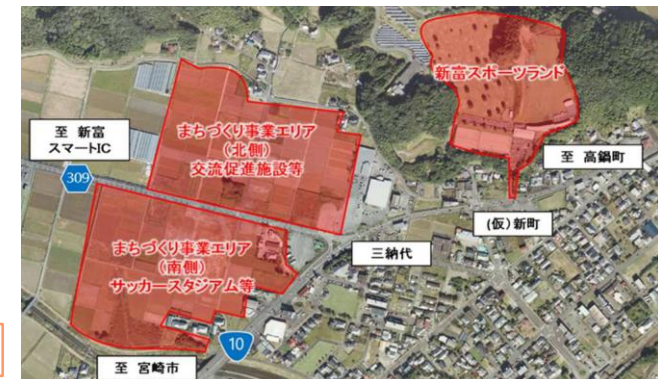 新富スポーツランド
まちづくり事業エリア
(北側)
交流促進施設等
至 新富
スマートIC
309
至 高鍋町
(仮)新町
三納代
まちづくり事業エリア
(南側)
サッカースタジアム等
10
至 宮崎市